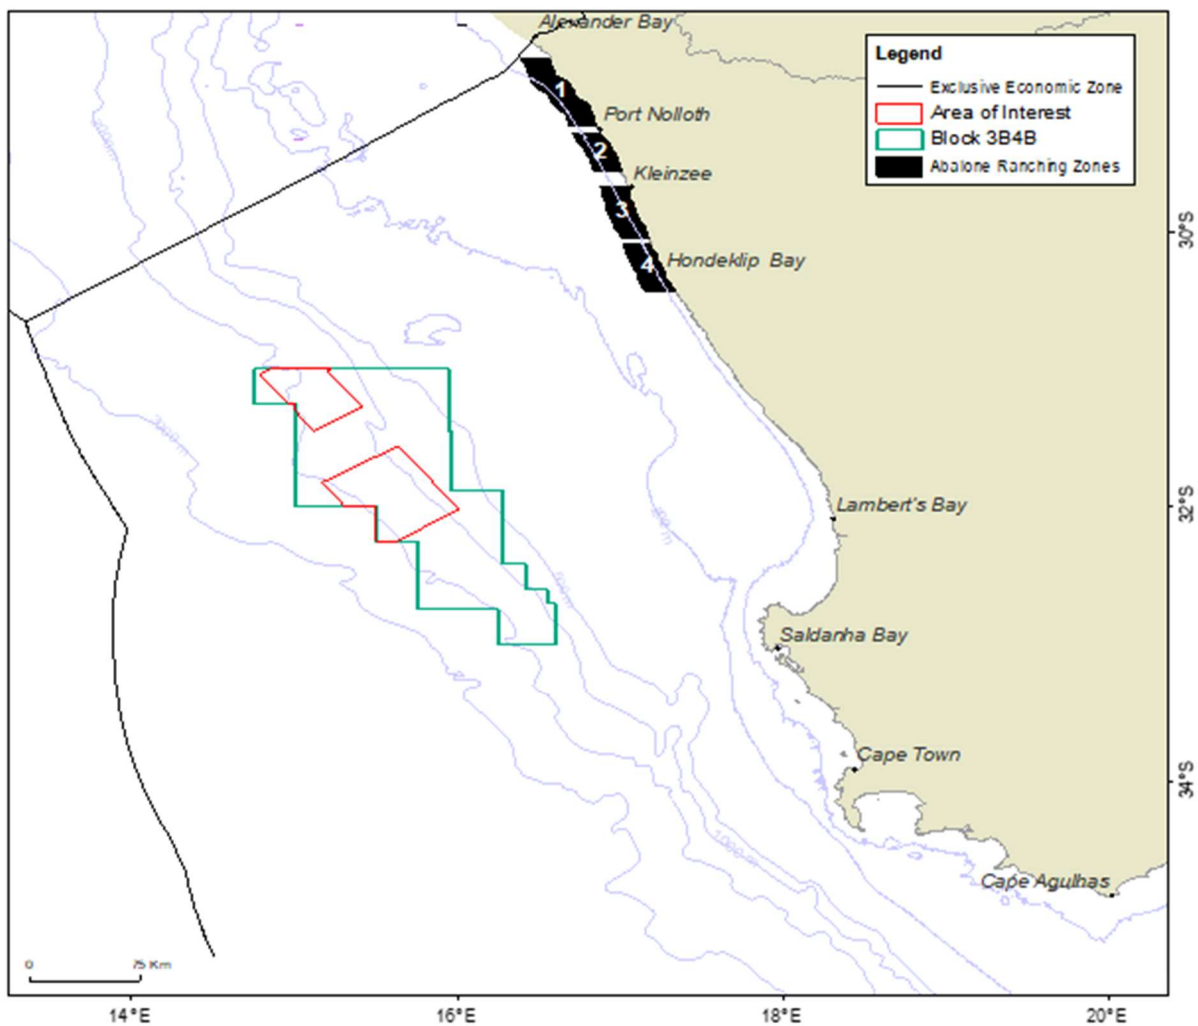 Alexander Bay
Legend
Exclusive Economic Zone
Area of Interest
Block 3B4B
Abalone Ranching Zones
1
Port Nolloth
2
Kleinzee
3
30°S
4
Hondeklip Bay
3000 m
Lambert's Bay
32°S
Saldanha Bay
Cape Town
34°S
1000 m
Cape Agulhas
0
75 Km
14°E
16°E
18°E
20°E